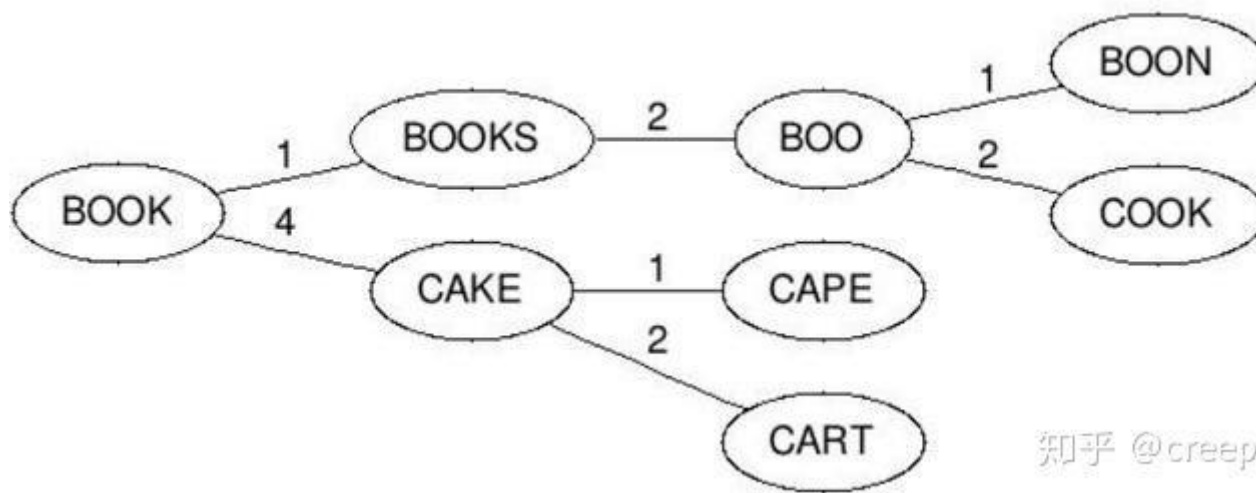 BOON
1
BOOKS 2 BOO
1 2
BOOK COOK
4
CAKE 1 CAPE
2
CART
知乎 @creep